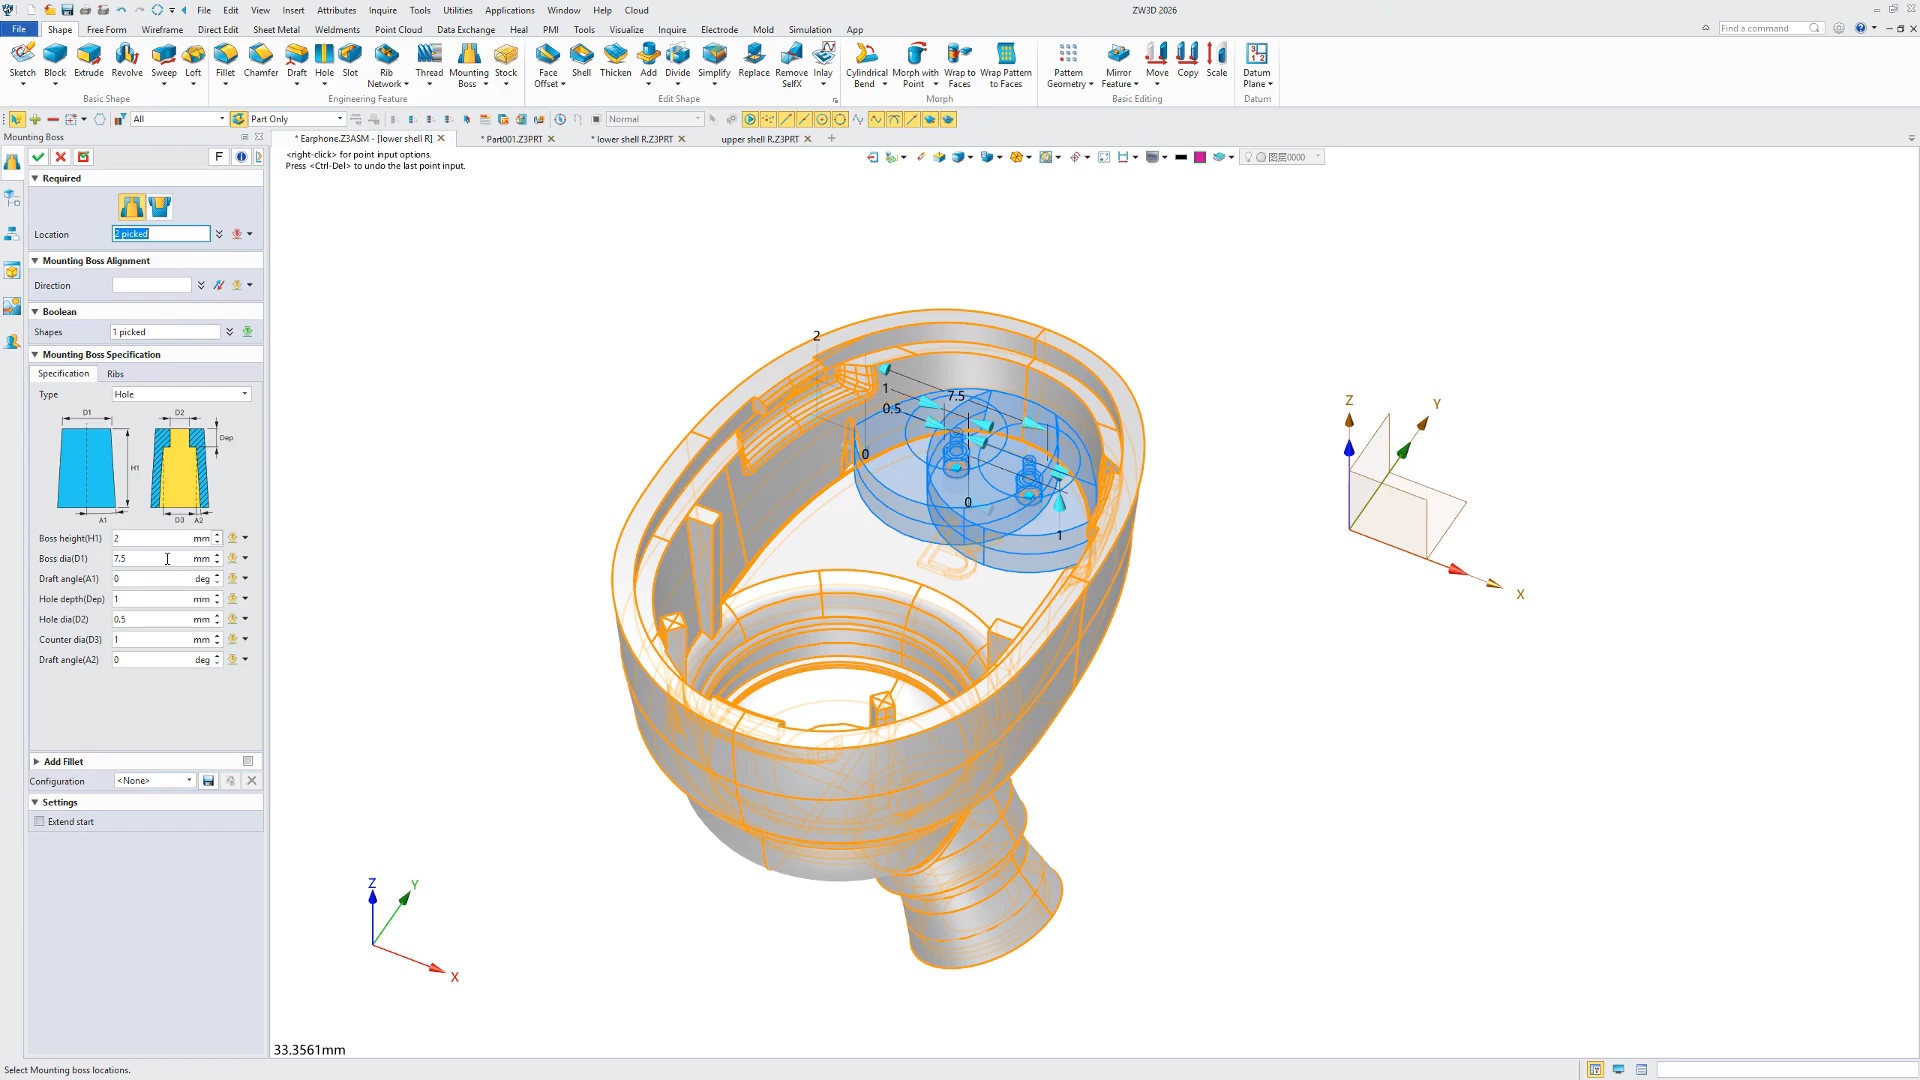 File Edit View Insert Attributes Inquire Tools Utilities Applications Window Help Cloud ZW3D 2026
File Shape Free Form Wireframe Direct Edit Sheet Metal Weldments Point Cloud Data Exchange Heal PMI Tools Visualize Inquire Electrode Mold Simulation App Find a command
Sketch Block Extrude Revolve Sweep Loft Fillet Chamfer Draft Hole Slot Rib Network Thread Mounting Boss Stock Face Offset Shell Thicken Add Divide Simplify Replace Remove SelfX Inlay Cylindrical Bend Morph with Point Wrap to Faces Wrap Pattern to Faces Pattern Geometry Mirror Feature Move Copy Scale Datum Plane
Basic Shape Engineering Feature Edit Shape Morph Basic Editing Datum
All Part Only Normal
Mounting Boss
* Earphone.Z3ASM - [lower shell R] * Part001.Z3PRT * lower shell R.Z3PRT upper shell R.Z3PRT
<right-click> for point input options.
Press <Ctrl-Del> to undo the last point input.
图层0000
F
Required
Location 2 picked
Mounting Boss Alignment
Direction
Boolean
Shapes 1 picked
Mounting Boss Specification
Specification Ribs
Type Hole
D1 D2
Dep
H1
A1 D3 A2
Boss height(H1) 2 mm
Boss dia(D1) 7.5 mm
Draft angle(A1) 0 deg
Hole depth(Dep) 1 mm
Hole dia(D2) 0.5 mm
Counter dia(D3) 1 mm
Draft angle(A2) 0 deg
Add Fillet
Configuration <None>
Settings
Extend start
2
1
7.5
0.5
0
0
1
Z
Y
X
Z
Y
X
33.3561mm
Select Mounting boss locations.